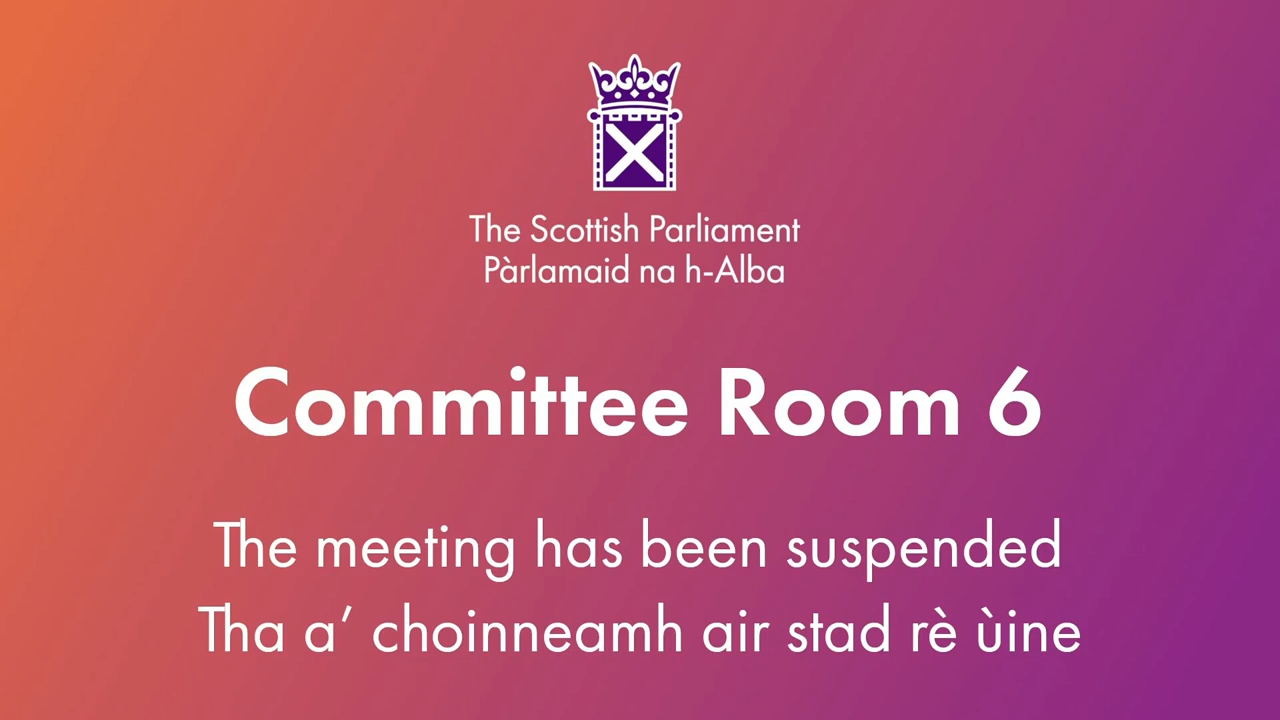 The Scottish Parliament
Pàrlamaid na h-Alba
Committee Room 6
The meeting has been suspended
Tha a’ choinneamh air stad rè ùine